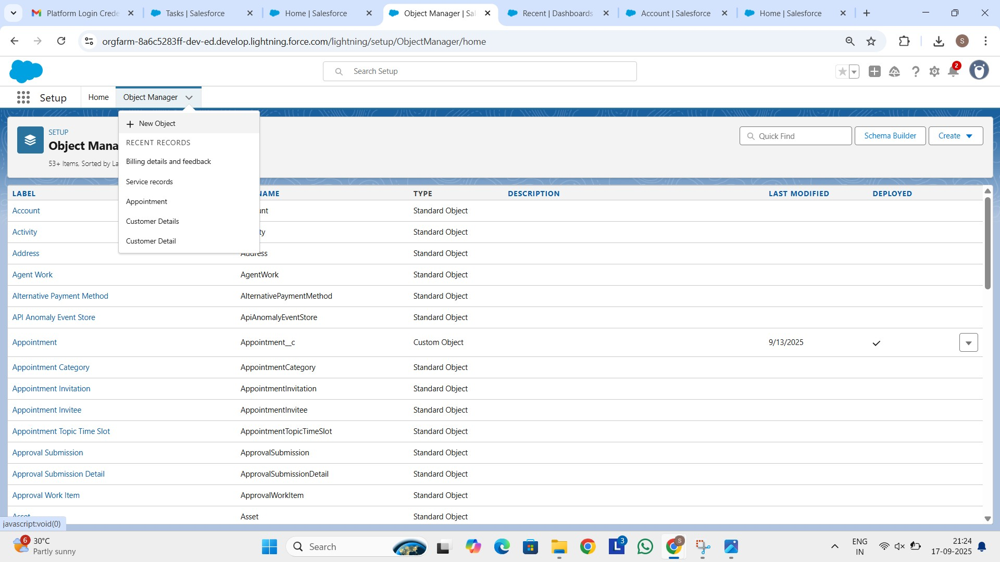 Platform Login Crede
Tasks | Salesforce
Home | Salesforce
Object Manager | Sal
Recent | Dashboards
Account | Salesforce
Home | Salesforce
orgfarm-8a6c5283ff-dev-ed.develop.lightning.force.com/lightning/setup/ObjectManager/home
S
Search Setup
2
Setup
Home
Object Manager
New Object
RECENT RECORDS
Billing details and feedback
Service records
Appointment
Customer Details
Customer Detail
SETUP
Object Mana
53+ Items, Sorted by La
Quick Find
Schema Builder
Create
LABEL NAME TYPE DESCRIPTION LAST MODIFIED DEPLOYED
Account unt Standard Object
Activity ty Standard Object
Address Address Standard Object
Agent Work AgentWork Standard Object
Alternative Payment Method AlternativePaymentMethod Standard Object
API Anomaly Event Store ApiAnomalyEventStore Standard Object
Appointment Appointment__c Custom Object 9/13/2025
Appointment Category AppointmentCategory Standard Object
Appointment Invitation AppointmentInvitation Standard Object
Appointment Invitee AppointmentInvitee Standard Object
Appointment Topic Time Slot AppointmentTopicTimeSlot Standard Object
Approval Submission ApprovalSubmission Standard Object
Approval Submission Detail ApprovalSubmissionDetail Standard Object
Approval Work Item ApprovalWorkItem Standard Object
Asset Asset Standard Object
javascript:void(0)
6
30°C
Partly sunny
Search
L
3
S
ENG
IN
21:24
17-09-2025